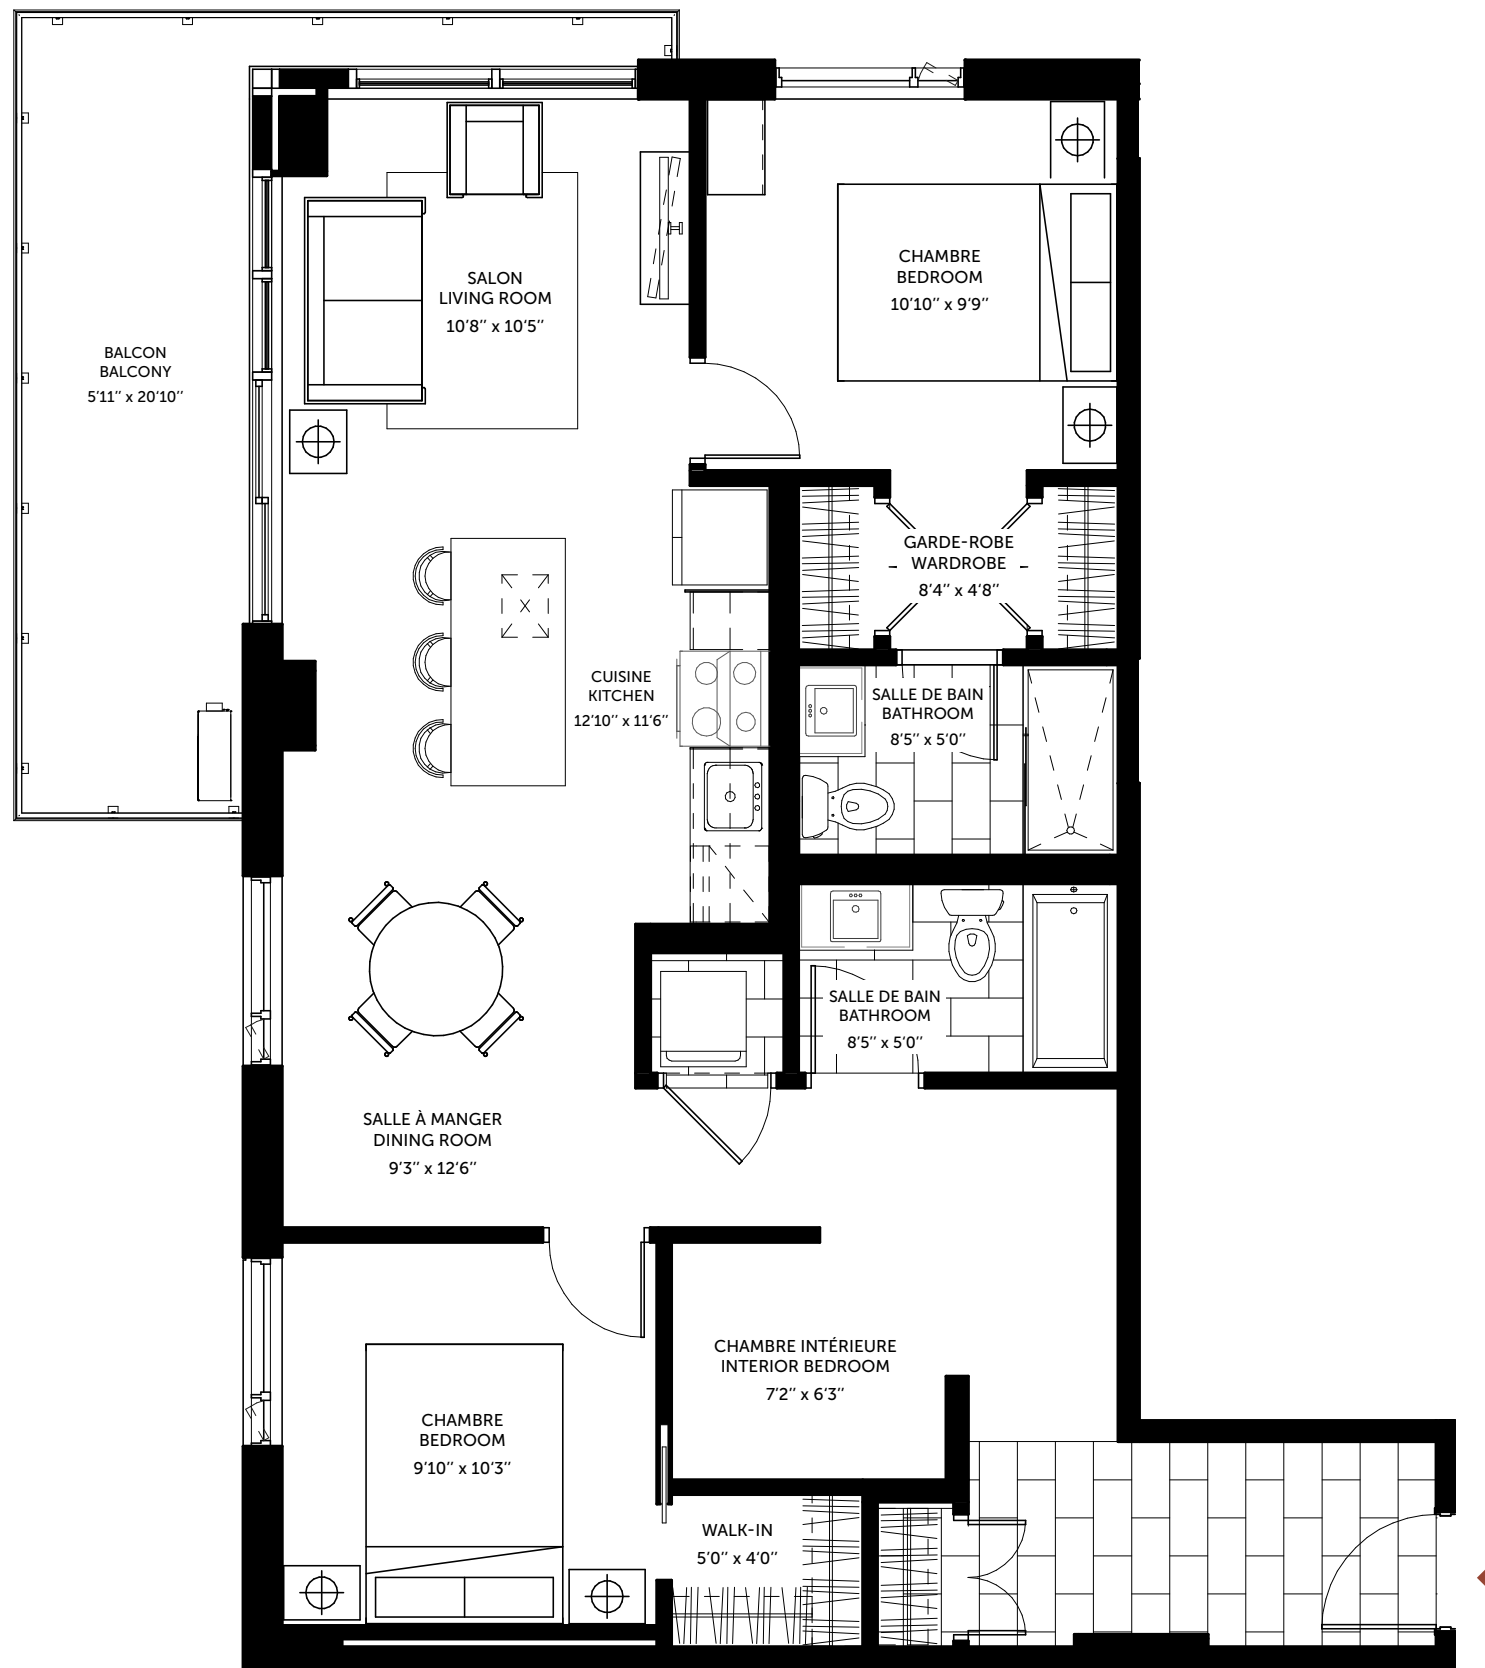 SALON
LIVING ROOM
10'8'' x 10'5''
CHAMBRE
BEDROOM
10'10'' x 9'9''
BALCON
BALCONY
5'11'' x 20'10''
GARDE-ROBE
WARDROBE
8'4'' x 4'8''
CUISINE
KITCHEN
12'10'' x 11'6''
SALLE DE BAIN
BATHROOM
8'5'' x 5'0''
SALLE DE BAIN
BATHROOM
8'5'' x 5'0''
SALLE À MANGER
DINING ROOM
9'3'' x 12'6''
CHAMBRE INTÉRIEURE
INTERIOR BEDROOM
7'2'' x 6'3''
CHAMBRE
BEDROOM
9'10'' x 10'3''
WALK-IN
5'0'' x 4'0''